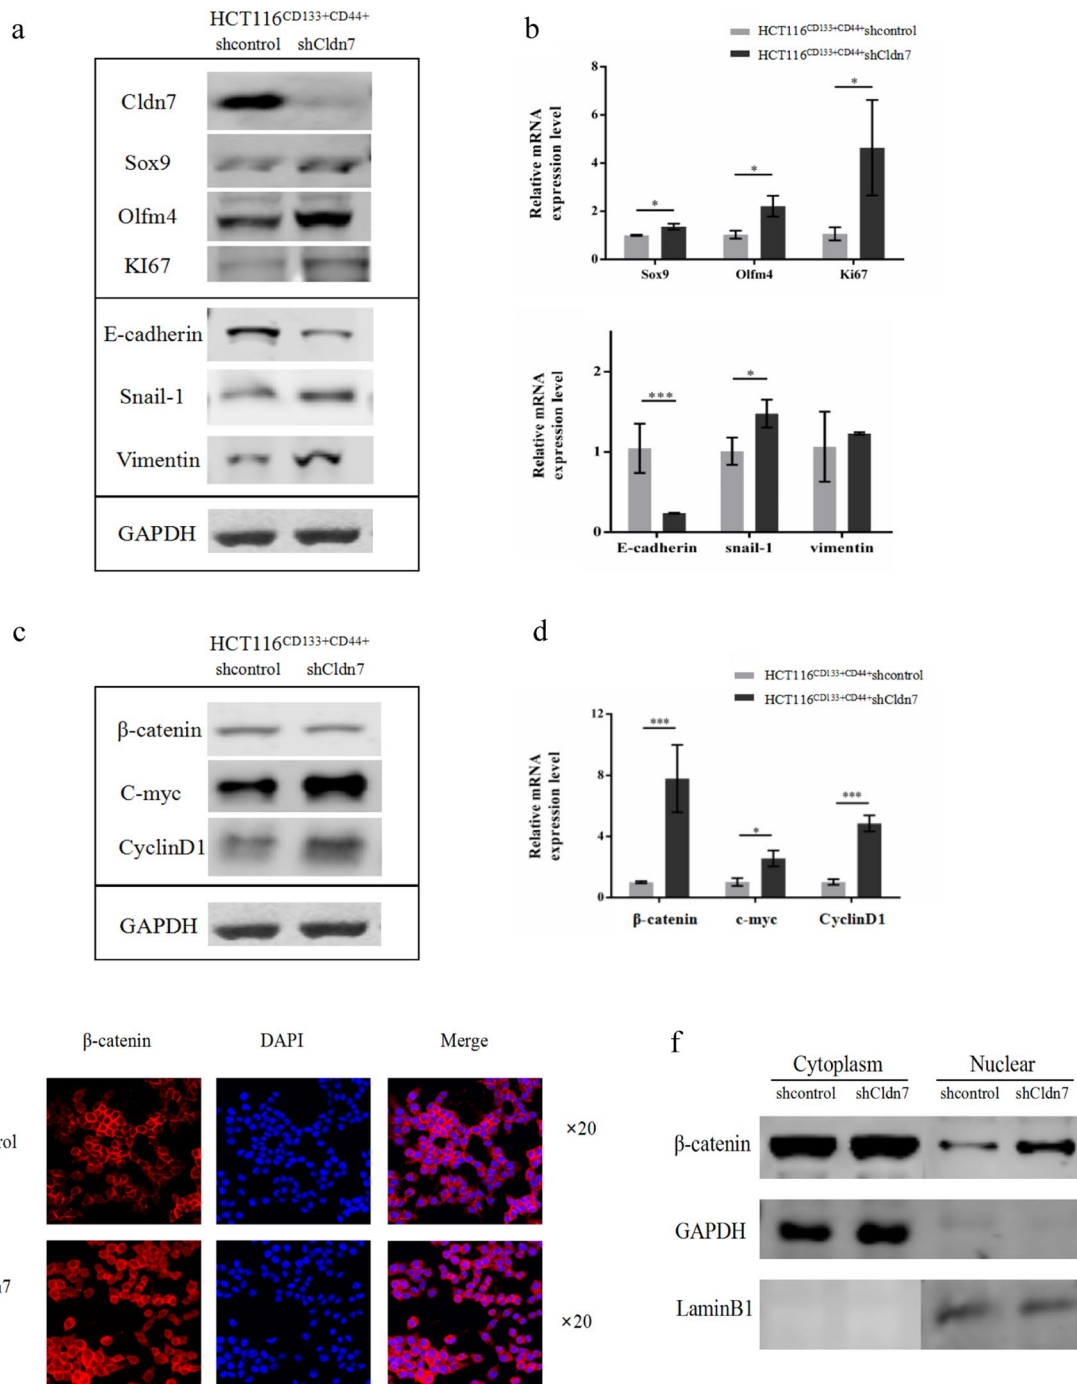 a
HCT116CD133+CD44+
shcontrol shCldn7
Cldn7
Sox9
Olfm4
KI67
E-cadherin
Snail-1
Vimentin
GAPDH
b
HCT116CD133+CD44+shcontrol
HCT116CD133+CD44+shCldn7
Relative mRNA
expression level
8
6
4
2
0
* * *
Sox9 Olfm4 Ki67
Relative mRNA
expression level
2
1
0
*** *
E-cadherin snail-1 vimentin
c
HCT116CD133+CD44+
shcontrol shCldn7
β-catenin
C-myc
CyclinD1
GAPDH
d
HCT116CD133+CD44+shcontrol
HCT116CD133+CD44+shCldn7
Relative mRNA
expression level
12
8
4
0
*** * ***
β-catenin c-myc CyclinD1
β-catenin DAPI Merge
rol
×20
n7
×20
f
Cytoplasm Nuclear
shcontrol shCldn7 shcontrol shCldn7
β-catenin
GAPDH
LaminB1